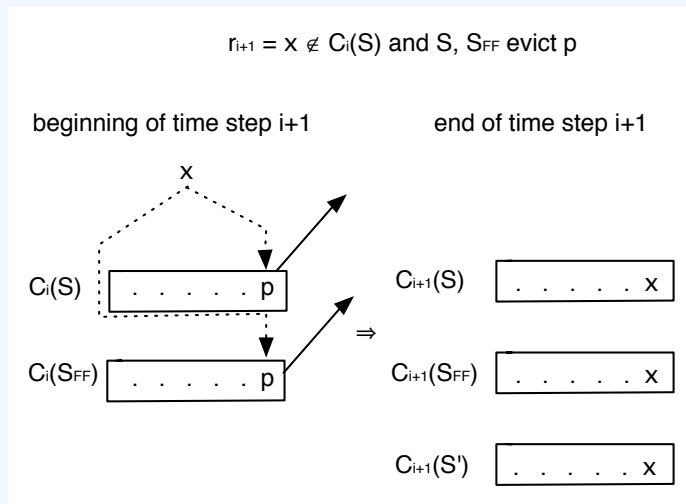 rᵢ₊₁ = x ∉ Cᵢ(S) and S, SFF evict p
beginning of time step i+1
end of time step i+1
x
Cᵢ(S) . . . . . p
Cᵢ₊₁(S) . . . . . x
⇒
Cᵢ(SFF) . . . . . p
Cᵢ₊₁(SFF) . . . . . x
Cᵢ₊₁(S') . . . . . x